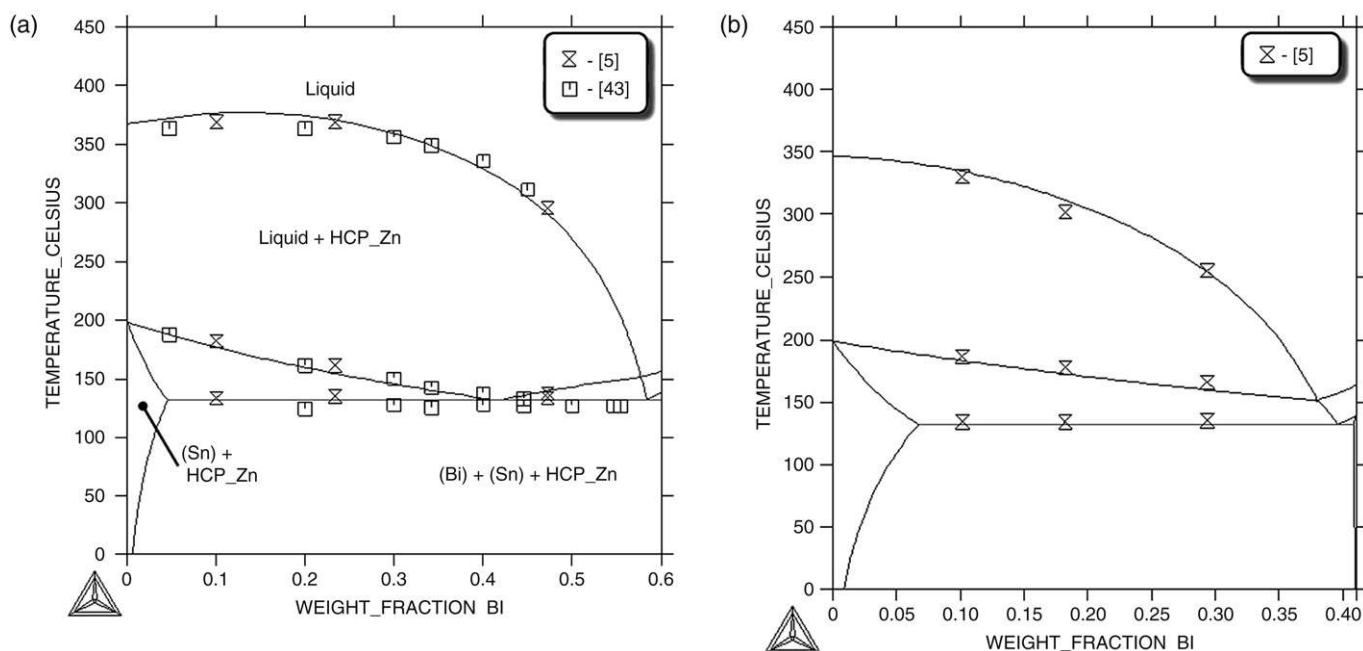 (a)
450
400
350
300
250
200
150
100
50
0
TEMPERATURE_CELSIUS
Liquid
- [5]
- [43]
Liquid + HCP_Zn
(Sn) +
HCP_Zn
(Bi) + (Sn) + HCP_Zn
0 0.1 0.2 0.3 0.4 0.5 0.6
WEIGHT_FRACTION BI
(b)
450
400
350
300
250
200
150
100
50
0
TEMPERATURE_CELSIUS
- [5]
0 0.05 0.10 0.15 0.20 0.25 0.30 0.35 0.40
WEIGHT_FRACTION BI